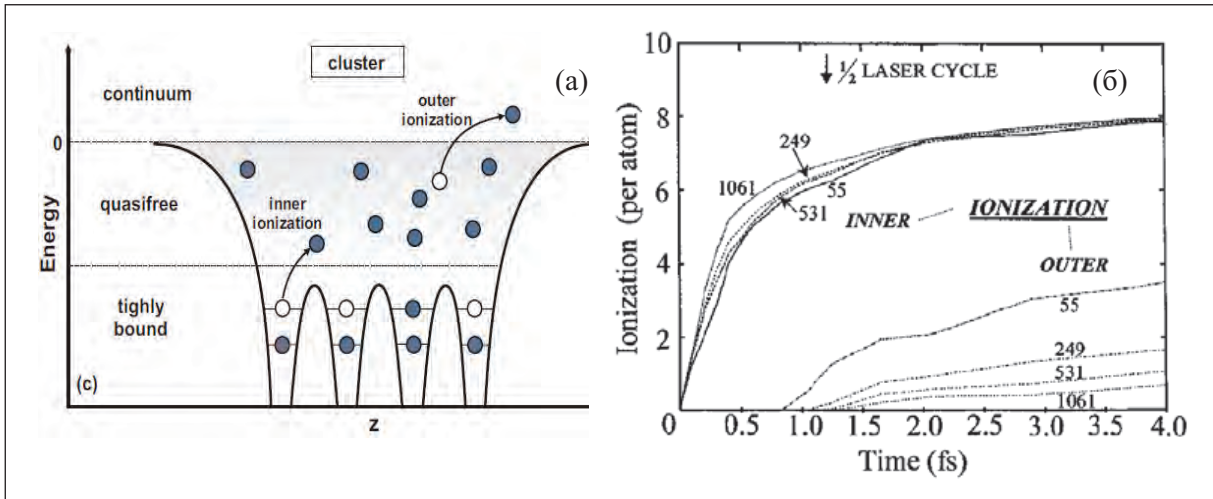 cluster
(a)
continuum
outer
ionization
0
quasifree
inner
ionization
Energy
tighly
bound
(c)
z
10
8
6
4
2
0
Ionization (per atom)
½ LASER CYCLE
(б)
249
1061
55
531
INNER
IONIZATION
OUTER
55
249
531
1061
0.5
1.0
1.5
2.0
2.5
3.0
3.5
4.0
Time (fs)